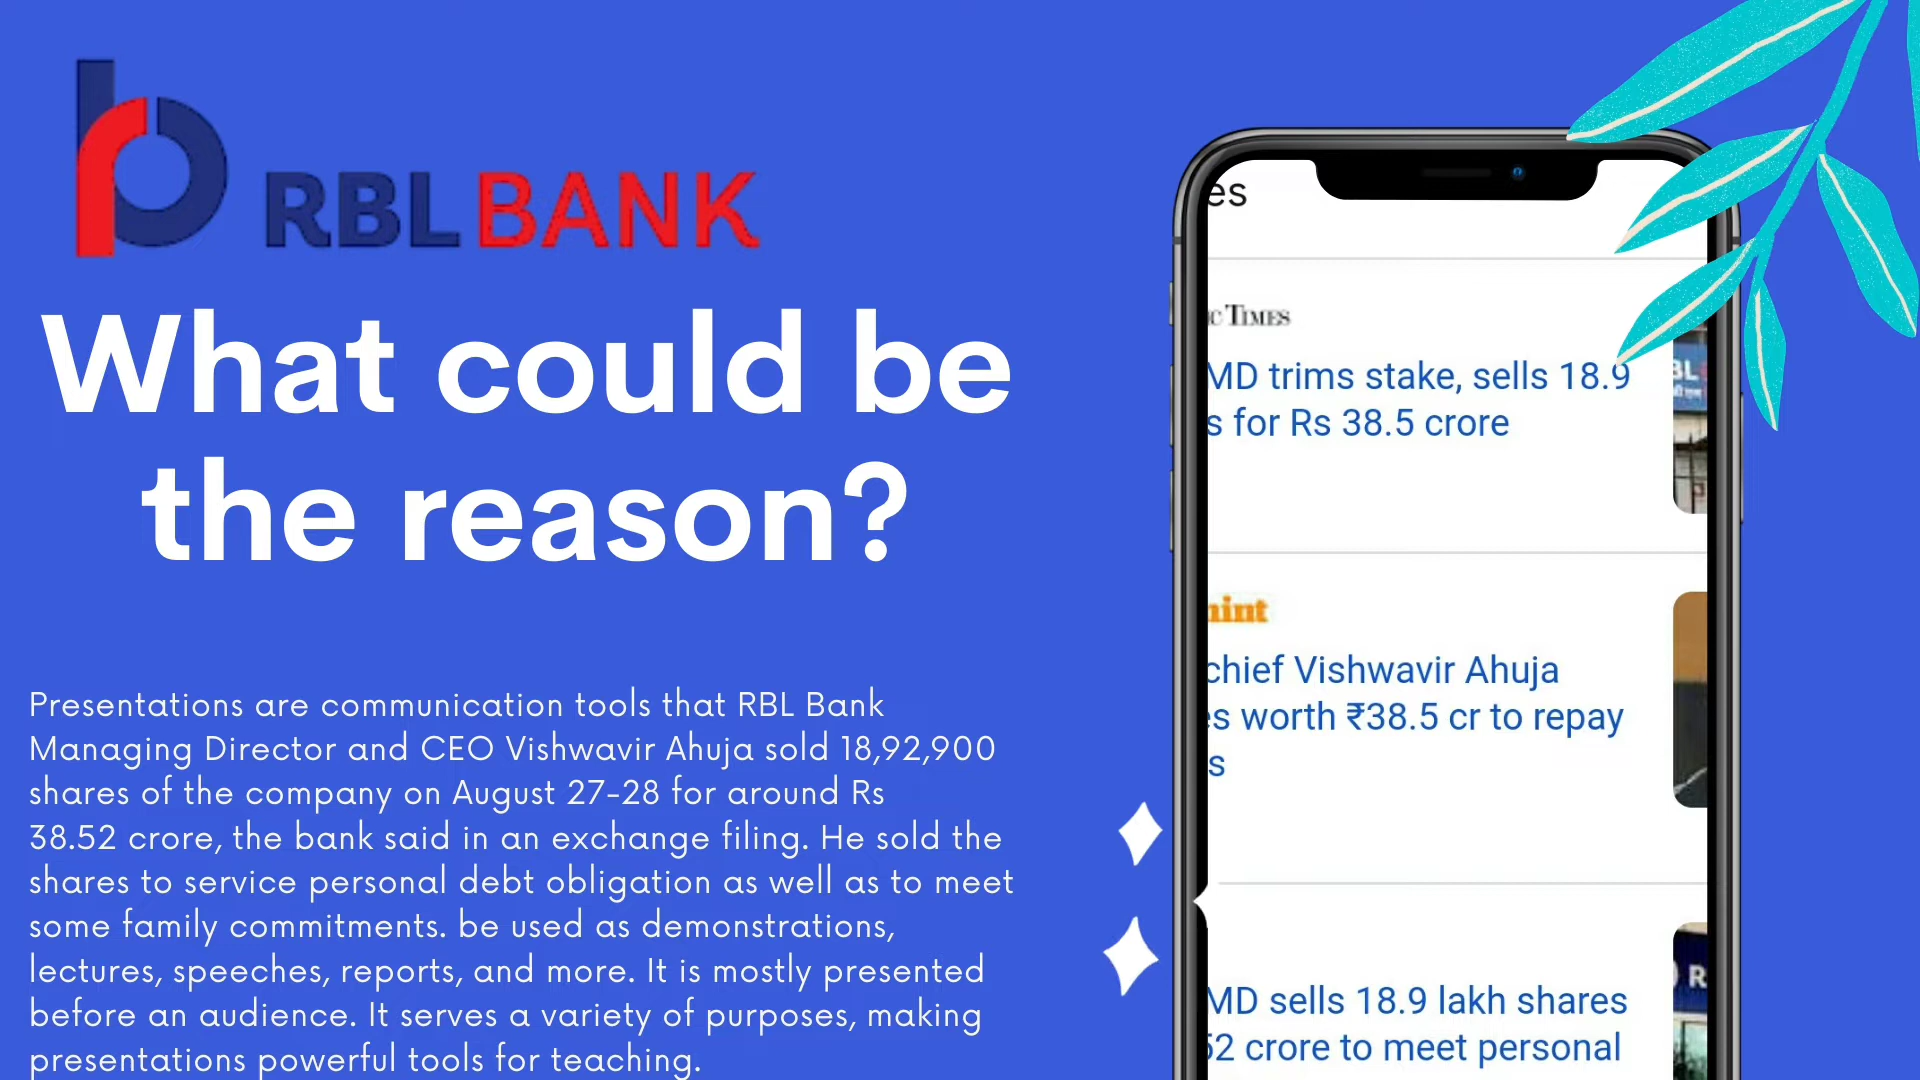 RBL BANK
What could be
the reason?
Presentations are communication tools that RBL Bank
Managing Director and CEO Vishwavir Ahuja sold 18,92,900
shares of the company on August 27-28 for around Rs
38.52 crore, the bank said in an exchange filing. He sold the
shares to service personal debt obligation as well as to meet
some family commitments. be used as demonstrations,
lectures, speeches, reports, and more. It is mostly presented
before an audience. It serves a variety of purposes, making
presentations powerful tools for teaching.
es
c TIMES
MD trims stake, sells 18.9
s for Rs 38.5 crore
mint
chief Vishwavir Ahuja
es worth ₹38.5 cr to repay
s
MD sells 18.9 lakh shares
52 crore to meet personal